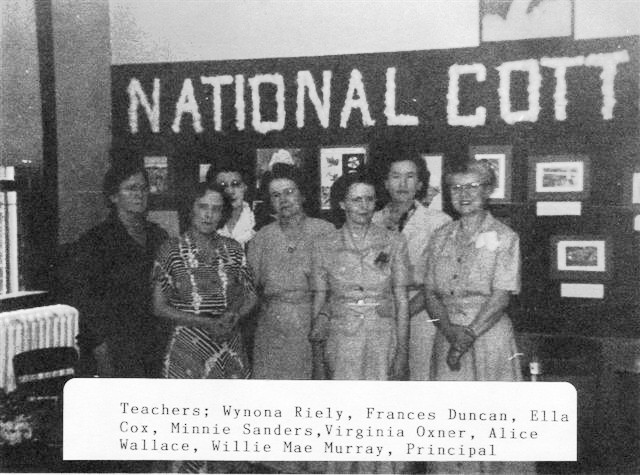 NATIONAL COTT
Teachers; Wynona Riely, Frances Duncan, Ella
Cox, Minnie Sanders,Virginia Oxner, Alice
Wallace, Willie Mae Murray, Principal